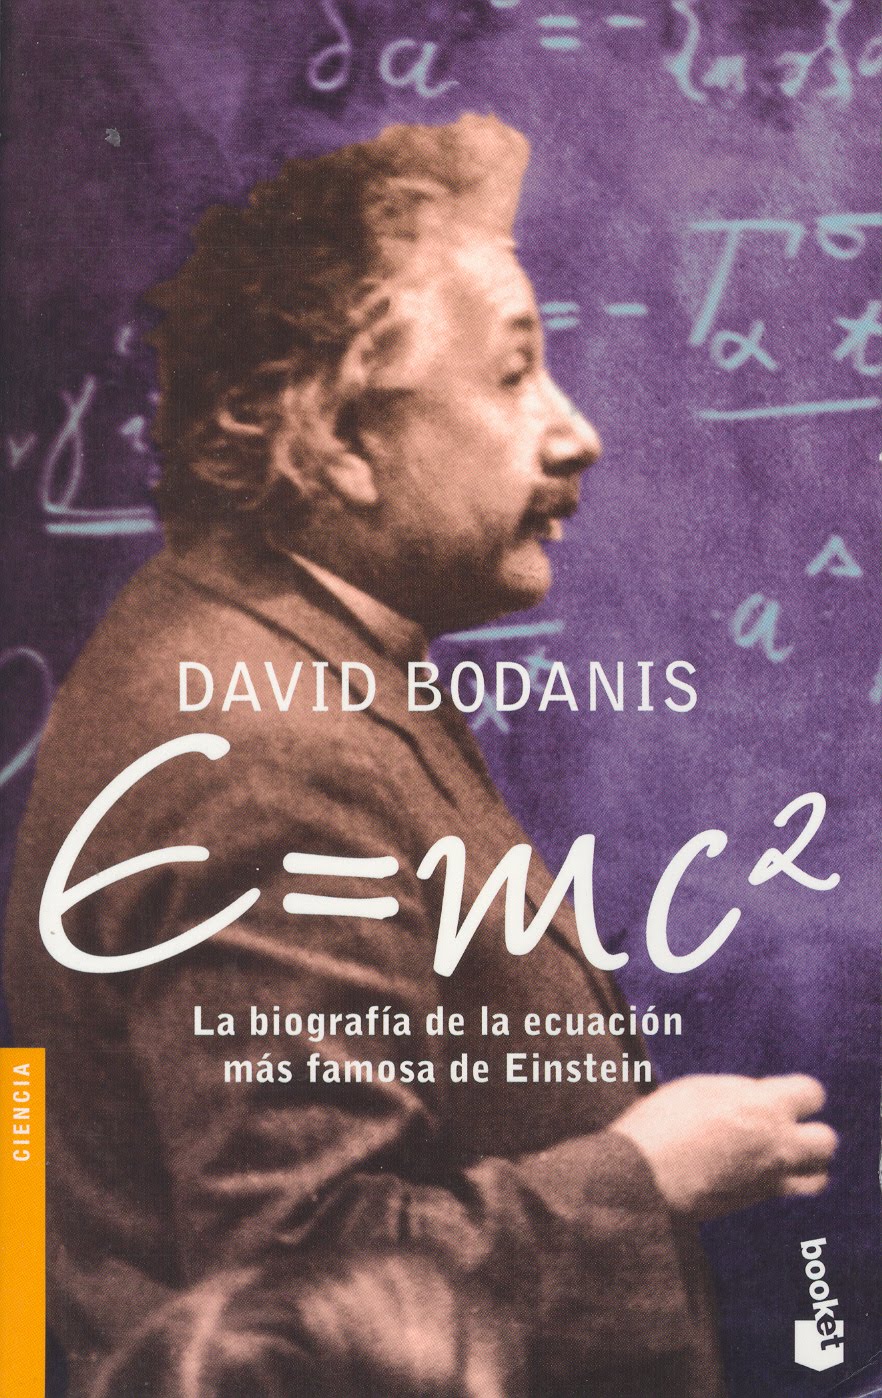 DAVID BODANIS
E=mc²
La biografía de la ecuación
más famosa de Einstein
CIENCIA
booket